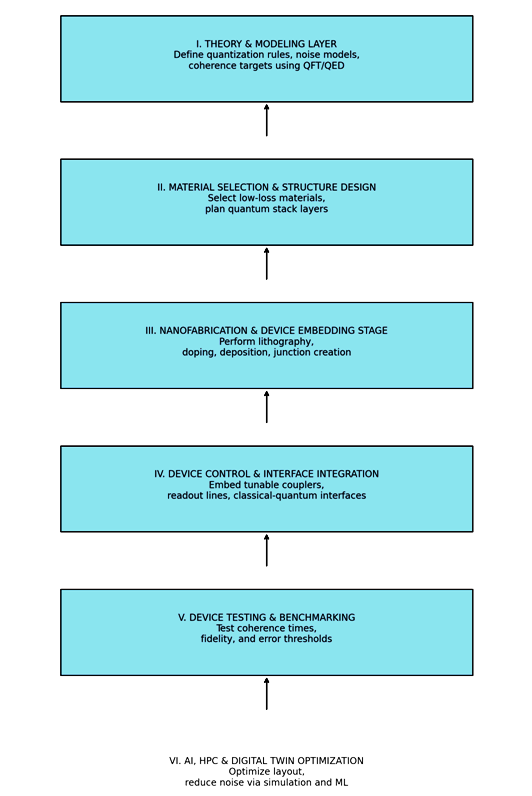 I. THEORY & MODELING LAYER
Define quantization rules, noise models,
coherence targets using QFT/QED
II. MATERIAL SELECTION & STRUCTURE DESIGN
Select low-loss materials,
plan quantum stack layers
III. NANOFABRICATION & DEVICE EMBEDDING STAGE
Perform lithography,
doping, deposition, junction creation
IV. DEVICE CONTROL & INTERFACE INTEGRATION
Embed tunable couplers,
readout lines, classical-quantum interfaces
V. DEVICE TESTING & BENCHMARKING
Test coherence times,
fidelity, and error thresholds
VI. AI, HPC & DIGITAL TWIN OPTIMIZATION
Optimize layout,
reduce noise via simulation and ML